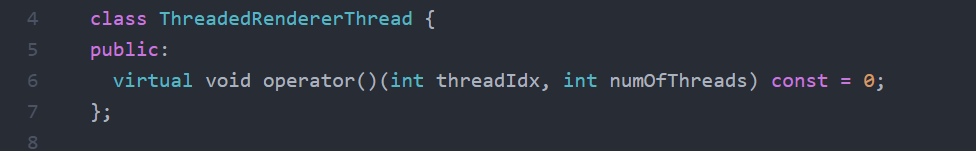 4 class ThreadedRendererThread {
5 public:
6 virtual void operator()(int threadIdx, int numOfThreads) const = 0;
7 };
8